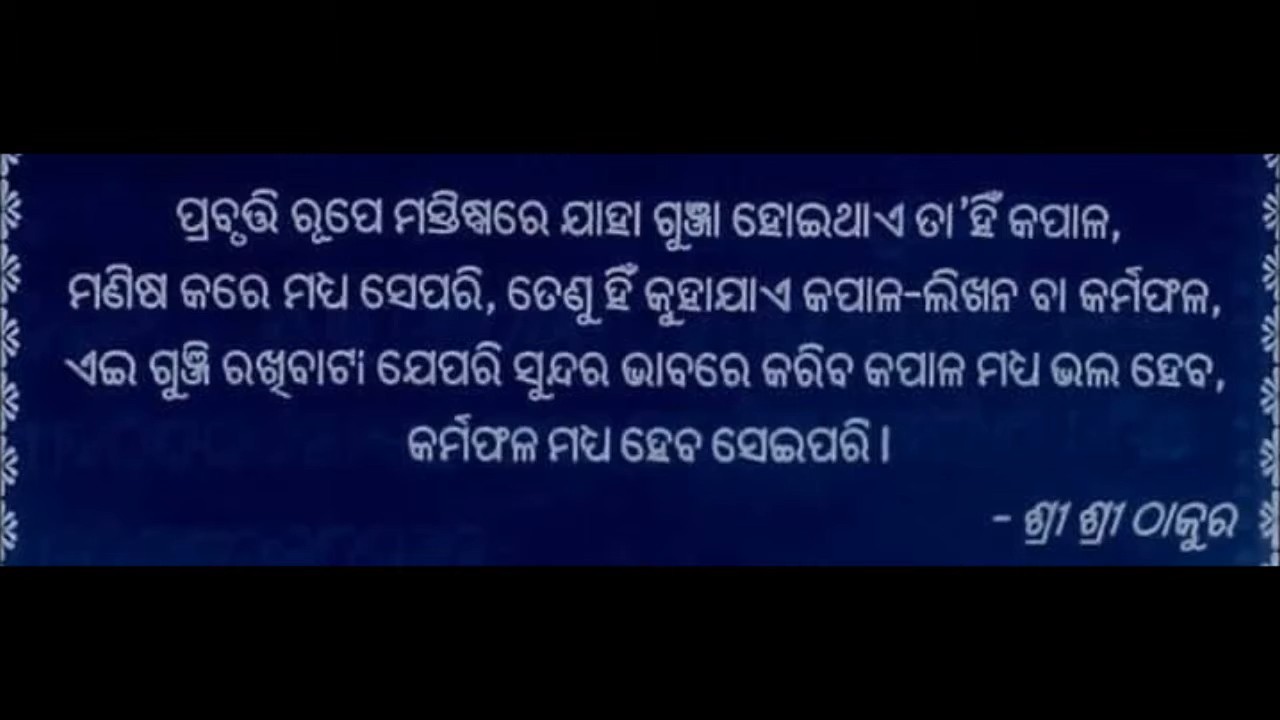 ପ୍ରବୃତ୍ତି ରୂପେ ମସ୍ତିଷ୍କରେ ଯାହା ଗୁଞ୍ଜା ହୋଇଥାଏ ତା'ହିଁ କପାଳ,
ମଣିଷ କରେ ମଧ୍ୟ ସେପରି, ତେଣୁ ହିଁ କୁହାଯାଏ କପାଳ-ଲିଖନ ବା କର୍ମଫଳ,
ଏଇ ଗୁଞ୍ଜି ରଖିବାଟା ଯେପରି ସୁନ୍ଦର ଭାବରେ କରିବ କପାଳ ମଧ୍ୟ ଭଲ ହେବ,
କର୍ମଫଳ ମଧ୍ୟ ହେବ ସେଇପରି।
- ଶ୍ରୀ ଶ୍ରୀ ଠାକୁର